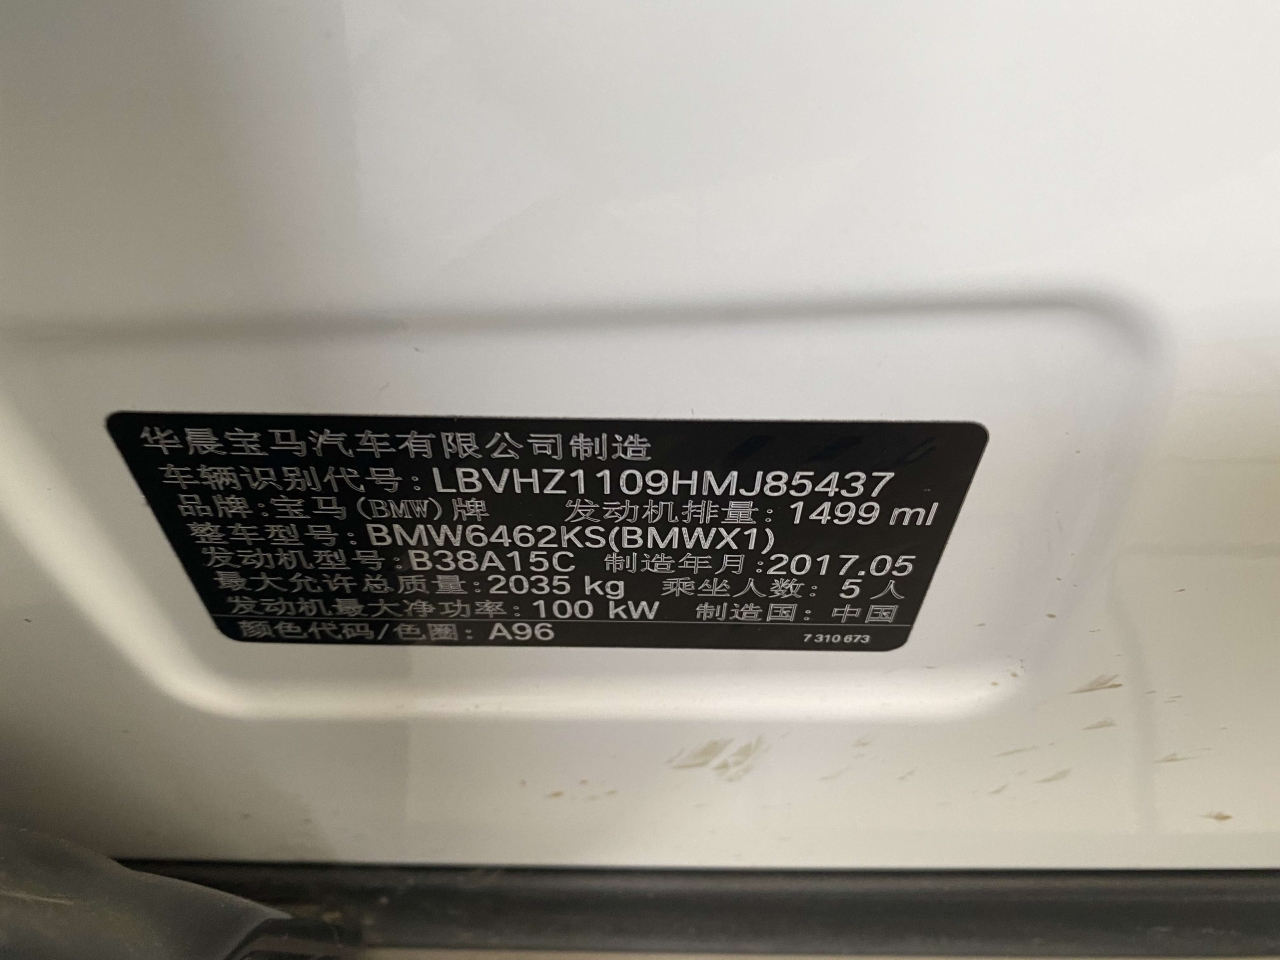 华晨宝马汽车有限公司制造
车辆识别代号: LBVHZ1109HMJ85437
品牌: 宝马(BMW)牌 发动机排量: 1499 ml
整车型号: BMW6462KS(BMWX1)
发动机型号: B38A15C 制造年月: 2017.05
最大允许总质量: 2035 kg 乘坐人数: 5 人
发动机最大净功率: 100 kW 制造国: 中国
颜色代码/色圈: A96 7 310 673